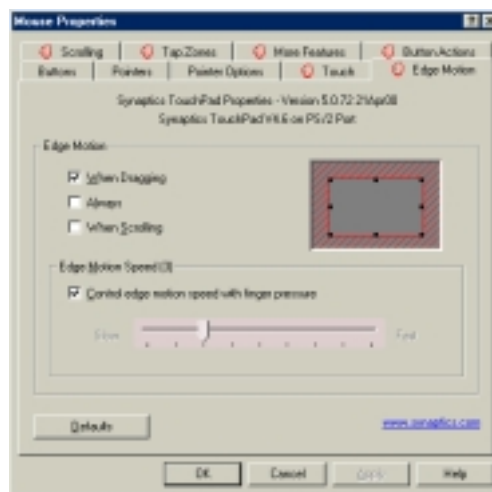 Mouse Properties
Scrolling Tap Zones More Features Button Actions
Buttons Pointers Pointer Options Touch Edge Motion
Synaptics TouchPad Properties - Version 5.0.72 21Apr00
Synaptics TouchPad V4.6 on PS/2 Port
Edge Motion
When Dragging
Always
When Scrolling
Edge Motion Speed (3)
Control edge motion speed with finger pressure
Slow Fast
Defaults www.synaptics.com
OK Cancel Apply Help